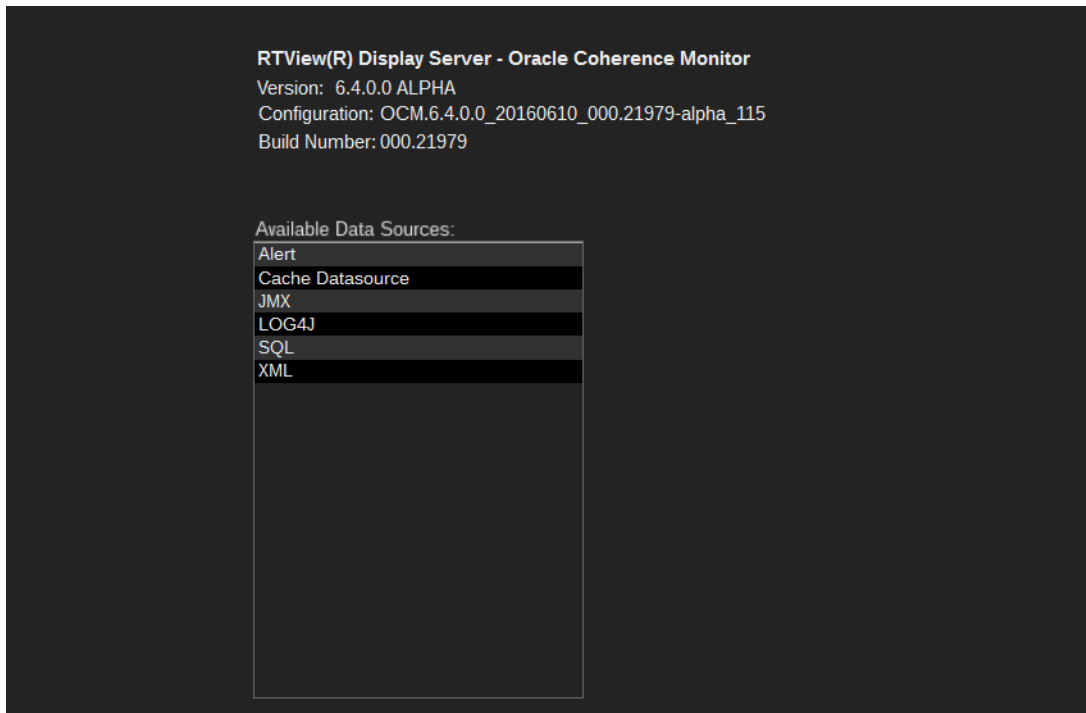 RTView(R) Display Server - Oracle Coherence Monitor
Version: 6.4.0.0 ALPHA
Configuration: OCM.6.4.0.0_20160610_000.21979-alpha_115
Build Number: 000.21979
Available Data Sources:
Alert
Cache Datasource
JMX
LOG4J
SQL
XML